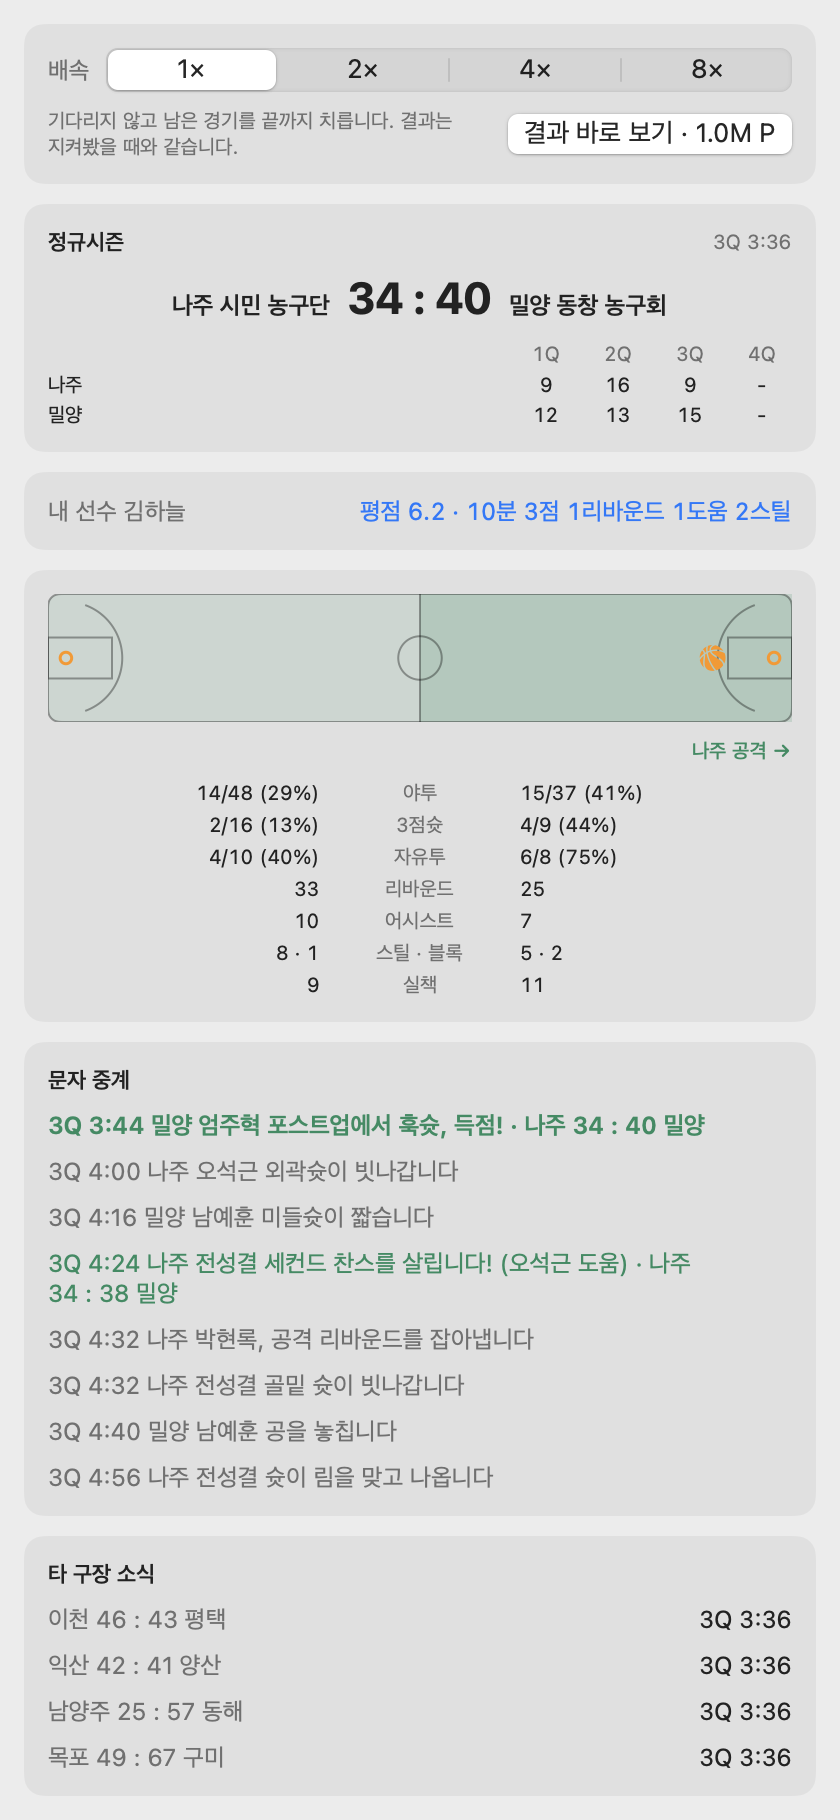 배속 1× 2× 4× 8×
기다리지 않고 남은 경기를 끝까지 치릅니다. 결과는
지켜봤을 때와 같습니다.
결과 바로 보기 · 1.0M P
정규시즌 3Q 3:36
나주 시민 농구단 34 : 40 밀양 동창 농구회
1Q 2Q 3Q 4Q
나주 9 16 9 -
밀양 12 13 15 -
내 선수 김하늘 평점 6.2 · 10분 3점 1리바운드 1도움 2스틸
나주 공격 →
14/48 (29%) 야투 15/37 (41%)
2/16 (13%) 3점슛 4/9 (44%)
4/10 (40%) 자유투 6/8 (75%)
33 리바운드 25
10 어시스트 7
8 · 1 스틸 · 블록 5 · 2
9 실책 11
문자 중계
3Q 3:44 밀양 엄주혁 포스트업에서 훅슛, 득점! · 나주 34 : 40 밀양
3Q 4:00 나주 오석근 외곽슛이 빗나갑니다
3Q 4:16 밀양 남예훈 미들슛이 짧습니다
3Q 4:24 나주 전성결 세컨드 찬스를 살립니다! (오석근 도움) · 나주
34 : 38 밀양
3Q 4:32 나주 박현록, 공격 리바운드를 잡아냅니다
3Q 4:32 나주 전성결 골밑 슛이 빗나갑니다
3Q 4:40 밀양 남예훈 공을 놓칩니다
3Q 4:56 나주 전성결 슛이 림을 맞고 나옵니다
타 구장 소식
이천 46 : 43 평택 3Q 3:36
익산 42 : 41 양산 3Q 3:36
남양주 25 : 57 동해 3Q 3:36
목포 49 : 67 구미 3Q 3:36